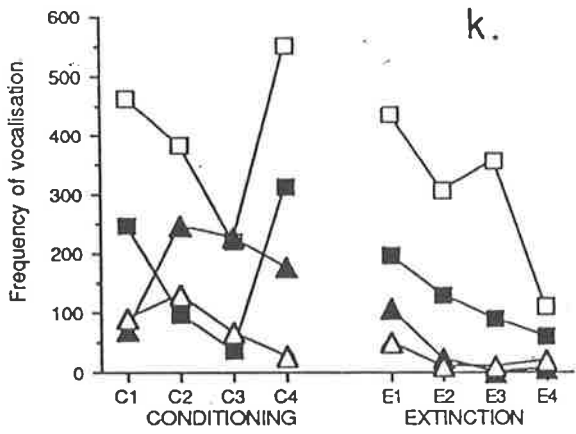 k.
Frequency of vocalisation
600
500
400
300
200
100
0
C1 C2 C3 C4 E1 E2 E3 E4
CONDITIONING EXTINCTION